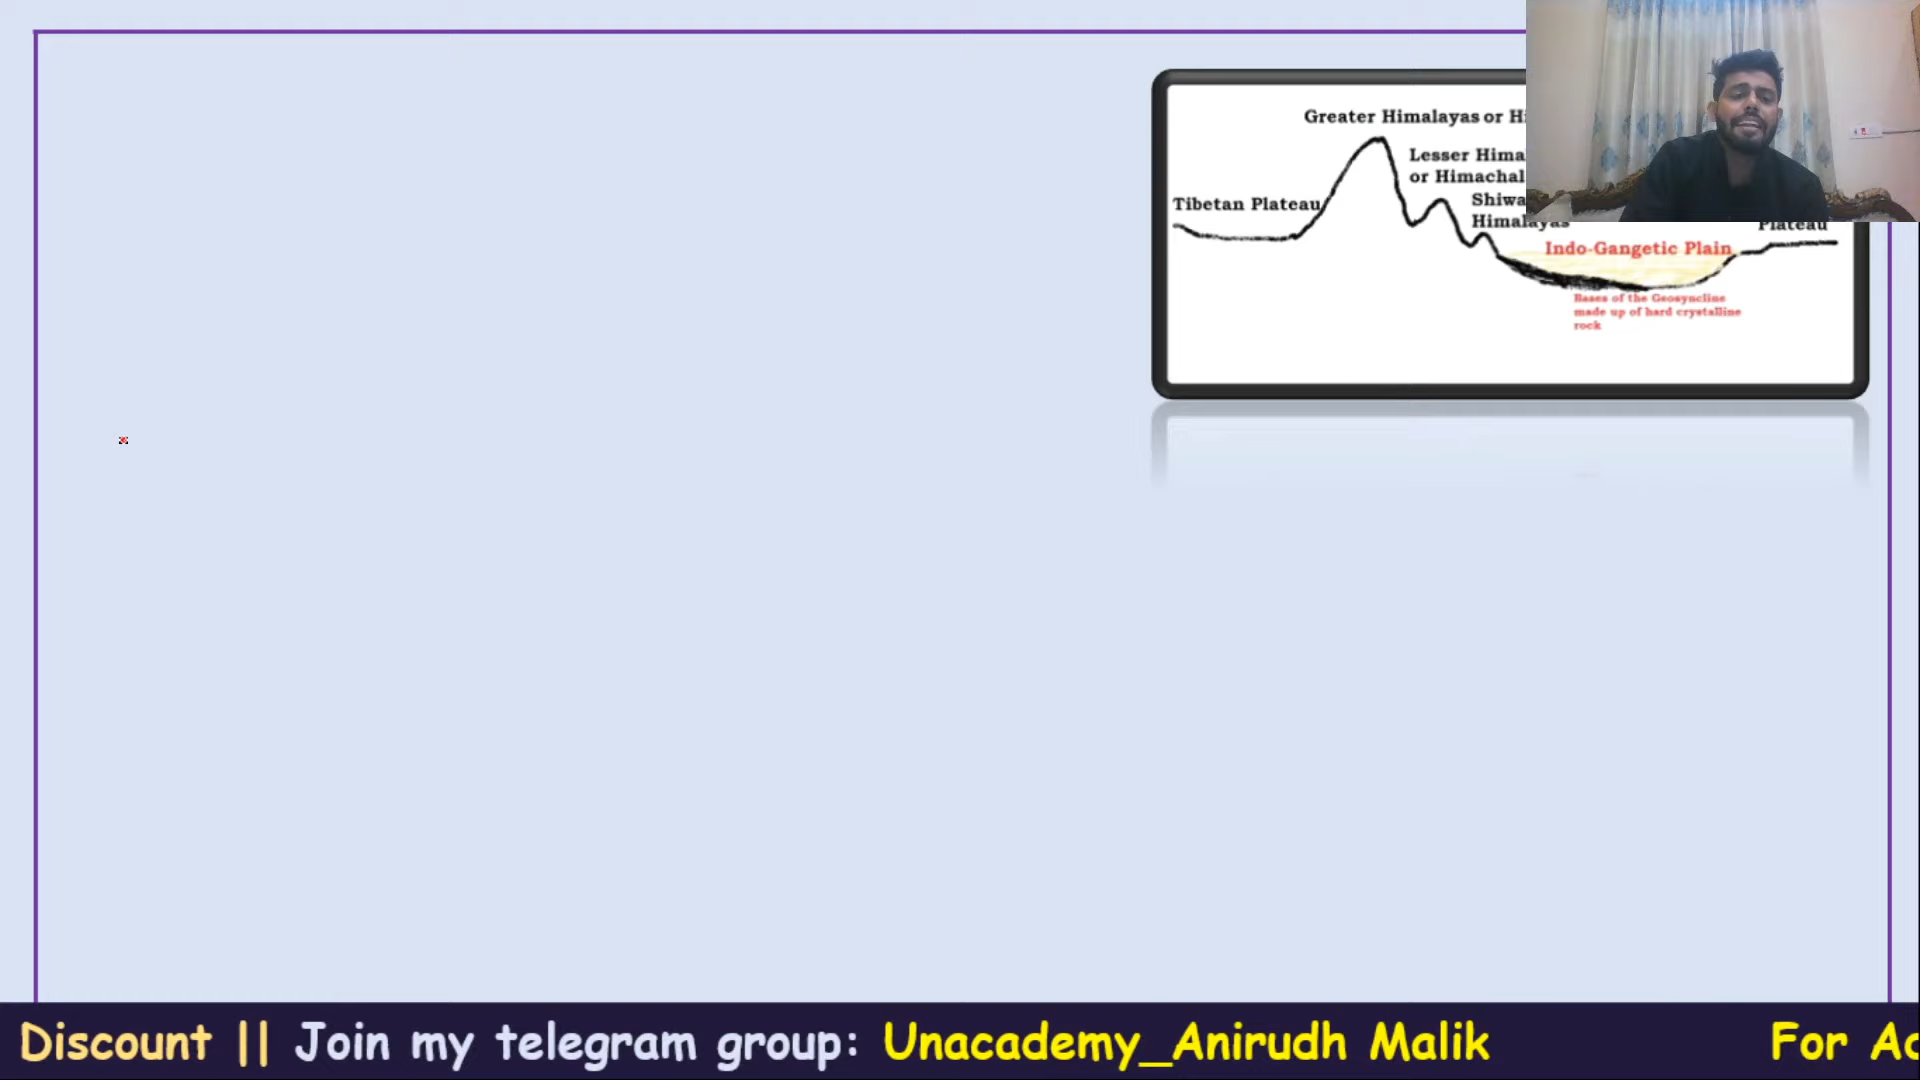 Greater Himalayas or Hi
Lesser Hima
or Himachal
Shiwa
Himalayas
Tibetan Plateau
Plateau
Indo-Gangetic Plain
Bases of the Geosyncline
made up of hard crystalline
rock
Discount || Join my telegram group: Unacademy_Anirudh Malik For Ac